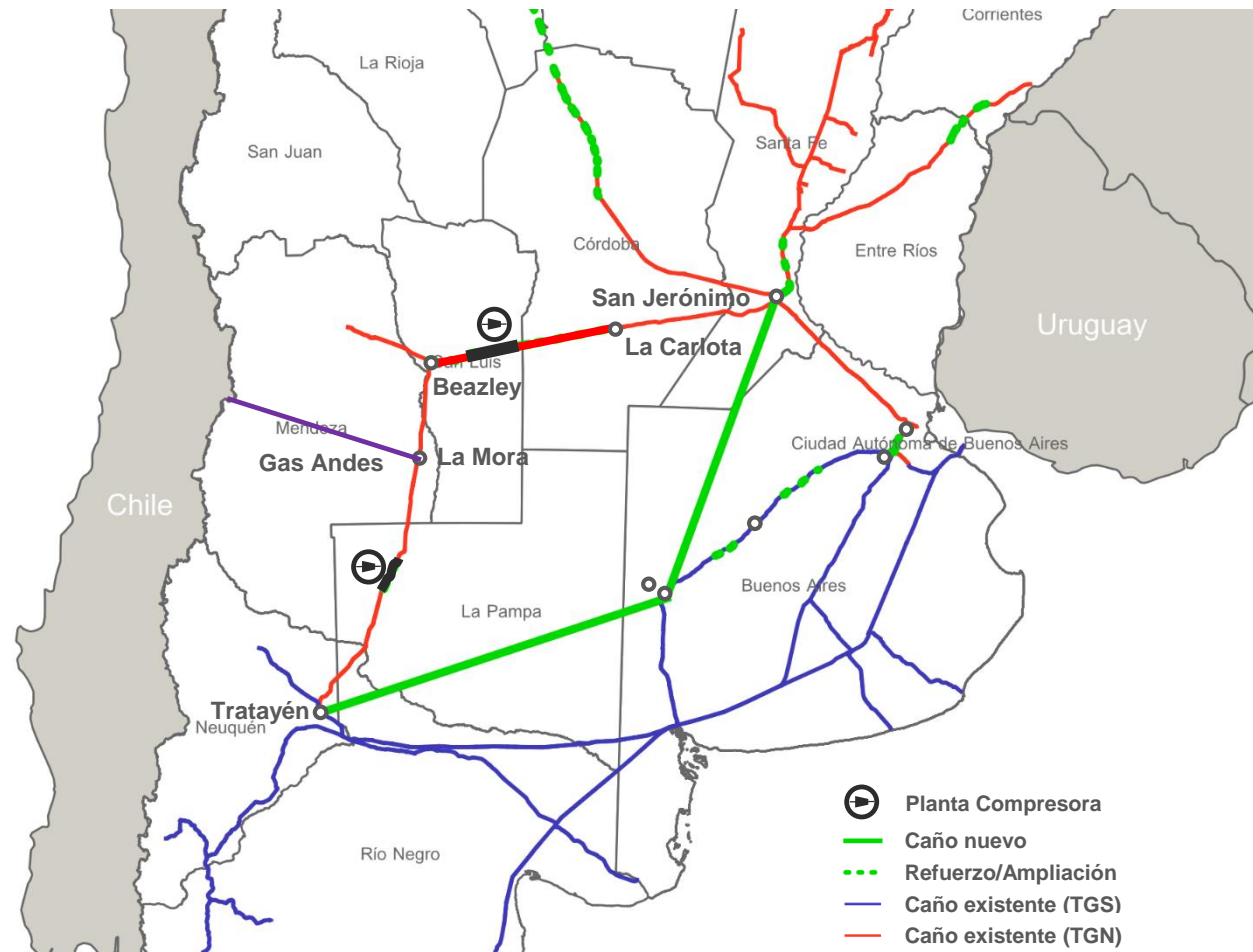 Corrientes
La Rioja
Santa Fe
San Juan
Córdoba
Entre Ríos
San Jerónimo
Uruguay
La Carlota
San Luis
Beazley
Mendoza
Ciudad Autónoma de Buenos Aires
Gas Andes
La Mora
Chile
Buenos Aires
La Pampa
Tratayén
Neuquén
Río Negro
Planta Compresora
Caño nuevo
Refuerzo/Ampliación
Caño existente (TGS)
Caño existente (TGN)